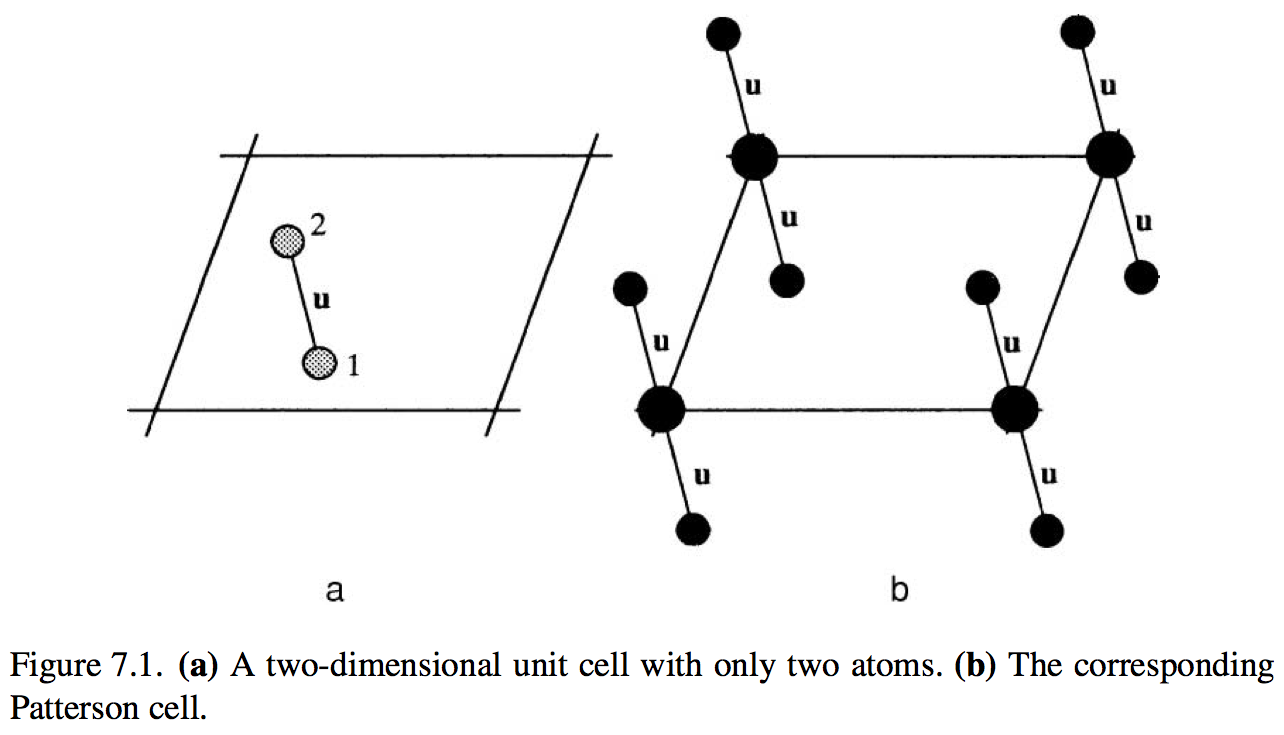 2
u
1
u
u
u
u
u
u
u
u
a
b
Figure 7.1. (a) A two-dimensional unit cell with only two atoms. (b) The corresponding
Patterson cell.